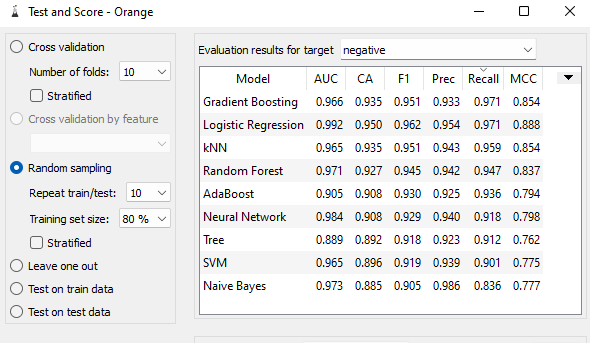 Test and Score - Orange
Cross validation
Number of folds: 10
Stratified
Cross validation by feature
Random sampling
Repeat train/test: 10
Training set size: 80 %
Stratified
Leave one out
Test on train data
Test on test data
Evaluation results for target negative
Model AUC CA F1 Prec Recall MCC
Gradient Boosting 0.966 0.935 0.951 0.933 0.971 0.854
Logistic Regression 0.992 0.950 0.962 0.954 0.971 0.888
kNN 0.965 0.935 0.951 0.943 0.959 0.854
Random Forest 0.971 0.927 0.945 0.942 0.947 0.837
AdaBoost 0.905 0.908 0.930 0.925 0.936 0.794
Neural Network 0.984 0.908 0.929 0.940 0.918 0.798
Tree 0.889 0.892 0.918 0.923 0.912 0.762
SVM 0.965 0.896 0.919 0.939 0.901 0.775
Naive Bayes 0.973 0.885 0.905 0.986 0.836 0.777